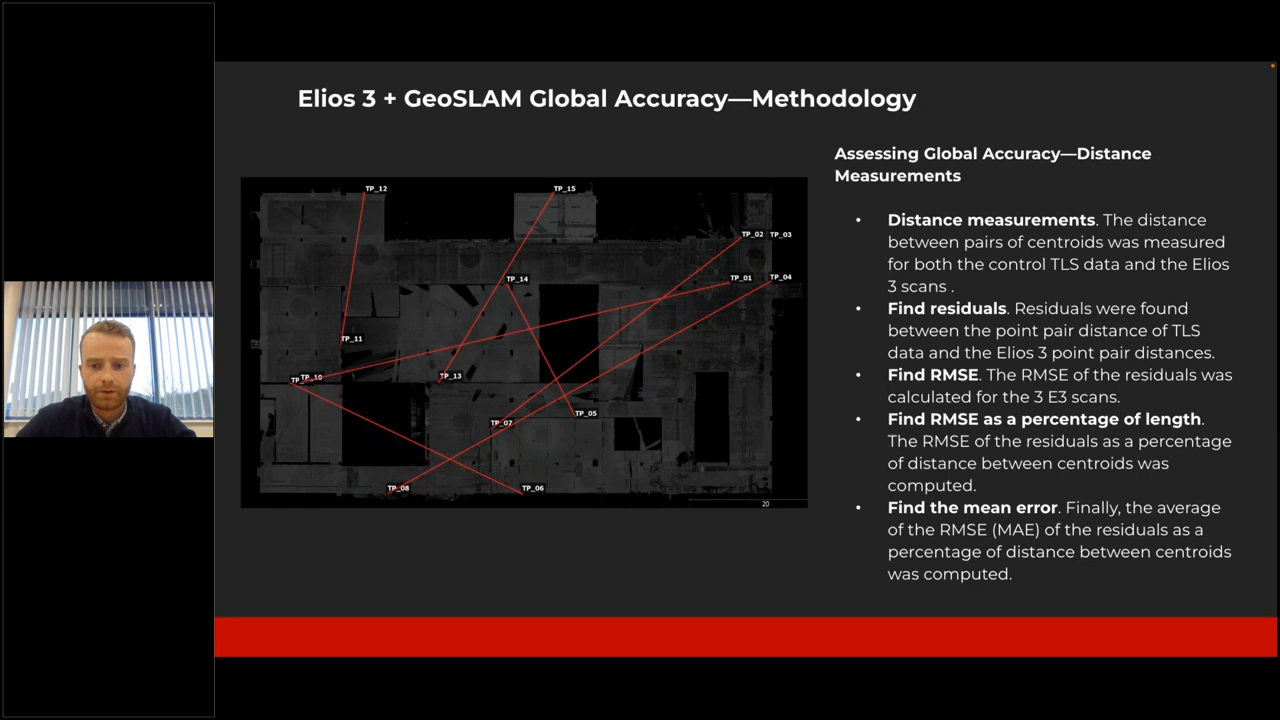 Elios 3 + GeoSLAM Global Accuracy—Methodology
Assessing Global Accuracy—Distance
Measurements
• Distance measurements. The distance
between pairs of centroids was measured
for both the control TLS data and the Elios
3 scans .
• Find residuals. Residuals were found
between the point pair distance of TLS
data and the Elios 3 point pair distances.
• Find RMSE. The RMSE of the residuals was
calculated for the 3 E3 scans.
• Find RMSE as a percentage of length.
The RMSE of the residuals as a percentage
of distance between centroids was
computed.
• Find the mean error. Finally, the average
of the RMSE (MAE) of the residuals as a
percentage of distance between centroids
was computed.
TP_12
TP_15
TP_02
TP_03
TP_14
TP_01
TP_04
TP_11
TP_10
TP_13
TP_05
TP_07
TP_08
TP_06
20